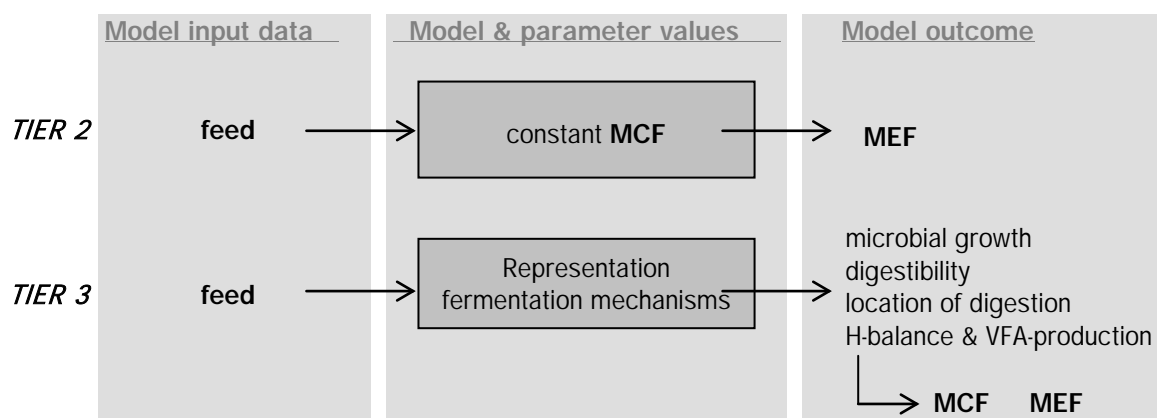 Model input data
Model & parameter values
Model outcome
TIER 2
feed
constant MCF
MEF
TIER 3
feed
Representation
fermentation mechanisms
microbial growth
digestibility
location of digestion
H-balance & VFA-production
MCF MEF